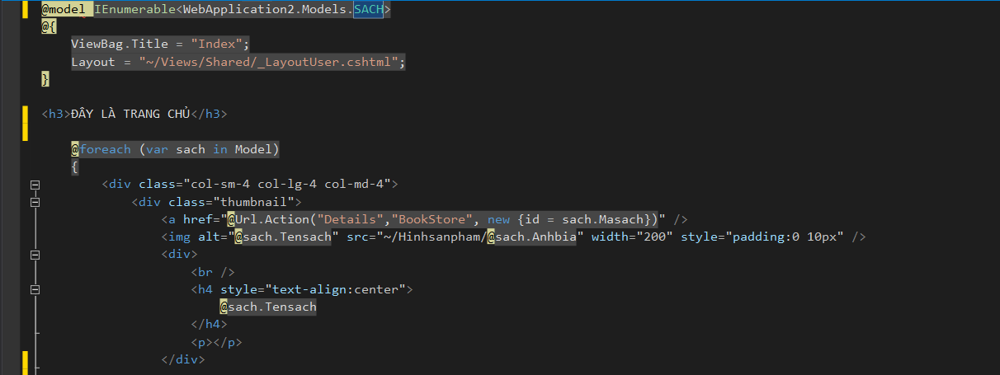 @model IEnumerable<WebApplication2.Models.SACH>
@{
ViewBag.Title = "Index";
Layout = "~/Views/Shared/_LayoutUser.cshtml";
}
<h3>ĐÂY LÀ TRANG CHỦ</h3>
@foreach (var sach in Model)
{
<div class="col-sm-4 col-lg-4 col-md-4">
<div class="thumbnail">
<a href="@Url.Action("Details","BookStore", new {id = sach.Masach})" />
<img alt="@sach.Tensach" src="~/Hinhsanpham/@sach.Anhbia" width="200" style="padding:0 10px" />
<div>
<br />
<h4 style="text-align:center">
@sach.Tensach
</h4>
<p></p>
</div>